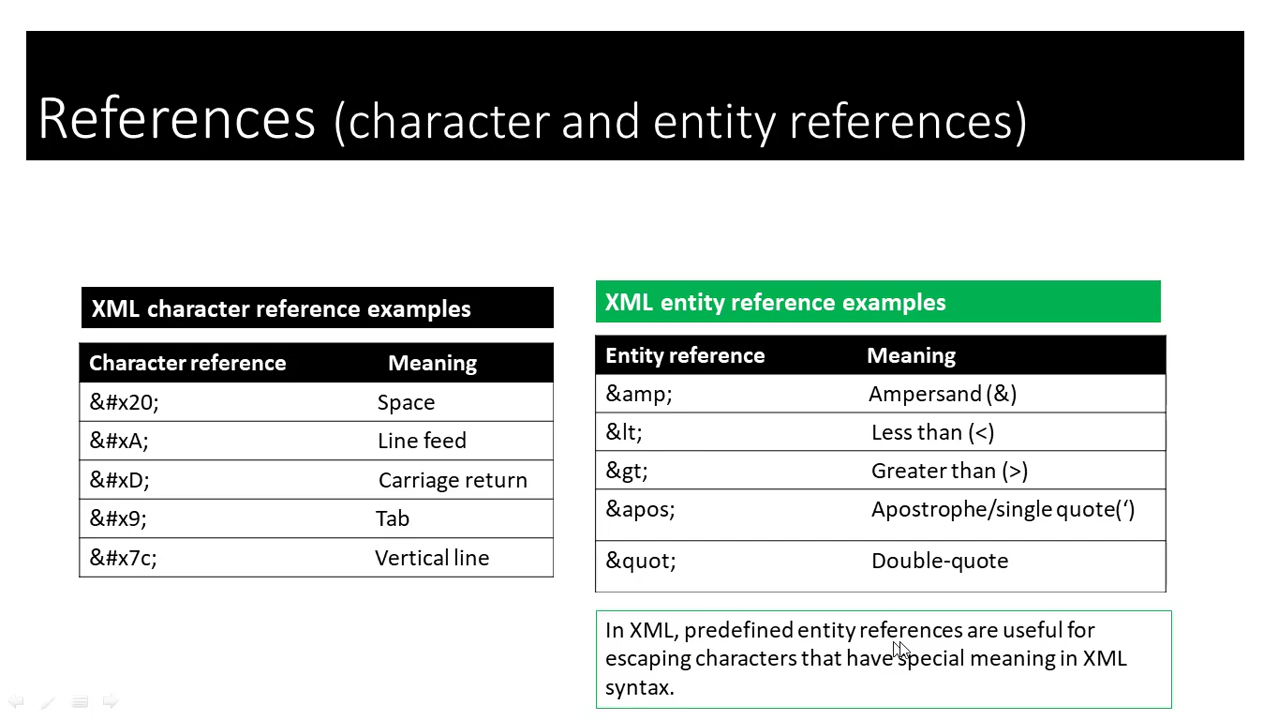 References (character and entity references)
XML character reference examples
Character reference Meaning
&#x20; Space
&#xA; Line feed
&#xD; Carriage return
&#x9; Tab
&#x7c; Vertical line
XML entity reference examples
Entity reference Meaning
&amp; Ampersand (&)
&lt; Less than (<)
&gt; Greater than (>)
&apos; Apostrophe/single quote(‘)
&quot; Double-quote
In XML, predefined entity references are useful for
escaping characters that have special meaning in XML
syntax.